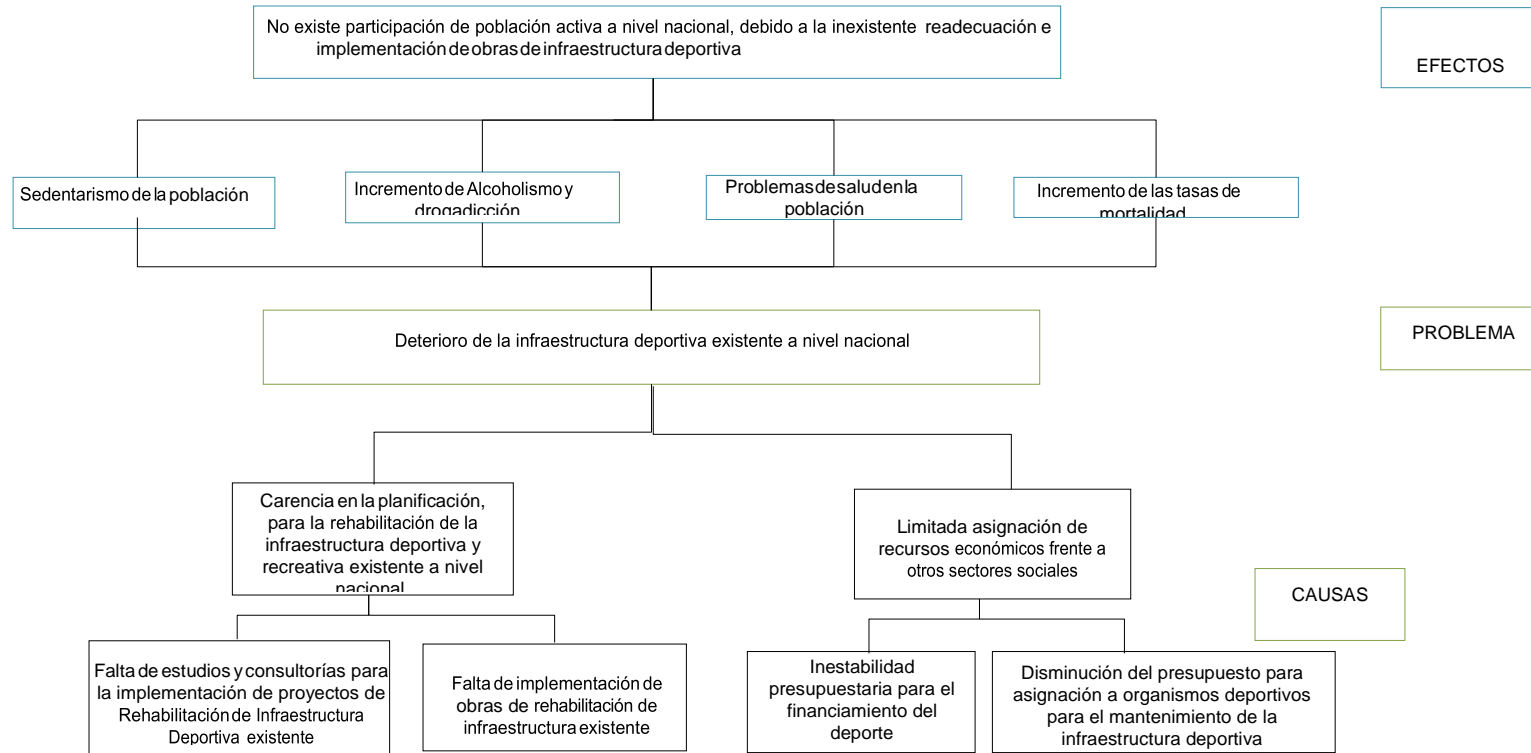 No existe participación de población activa a nivel nacional, debido a la inexistente readecuación e
implementación de obras de infraestructura deportiva
EFECTOS
Sedentarismo de la población
Incremento de Alcoholismo y
drogadicción
Problemas de salud en la
población
Incremento de las tasas de
mortalidad
Deterioro de la infraestructura deportiva existente a nivel nacional
PROBLEMA
Carencia en la planificación,
para la rehabilitación de la
infraestructura deportiva y
recreativa existente a nivel
nacional
Limitada asignación de
recursos económicos frente a
otros sectores sociales
CAUSAS
Falta de estudios y consultorías para
la implementación de proyectos de
Rehabilitación de Infraestructura
Deportiva existente
Falta de implementación de
obras de rehabilitación de
infraestructura existente
Inestabilidad
presupuestaria para el
financiamiento del
deporte
Disminución del presupuesto para
asignación a organismos deportivos
para el mantenimiento de la
infraestructura deportiva